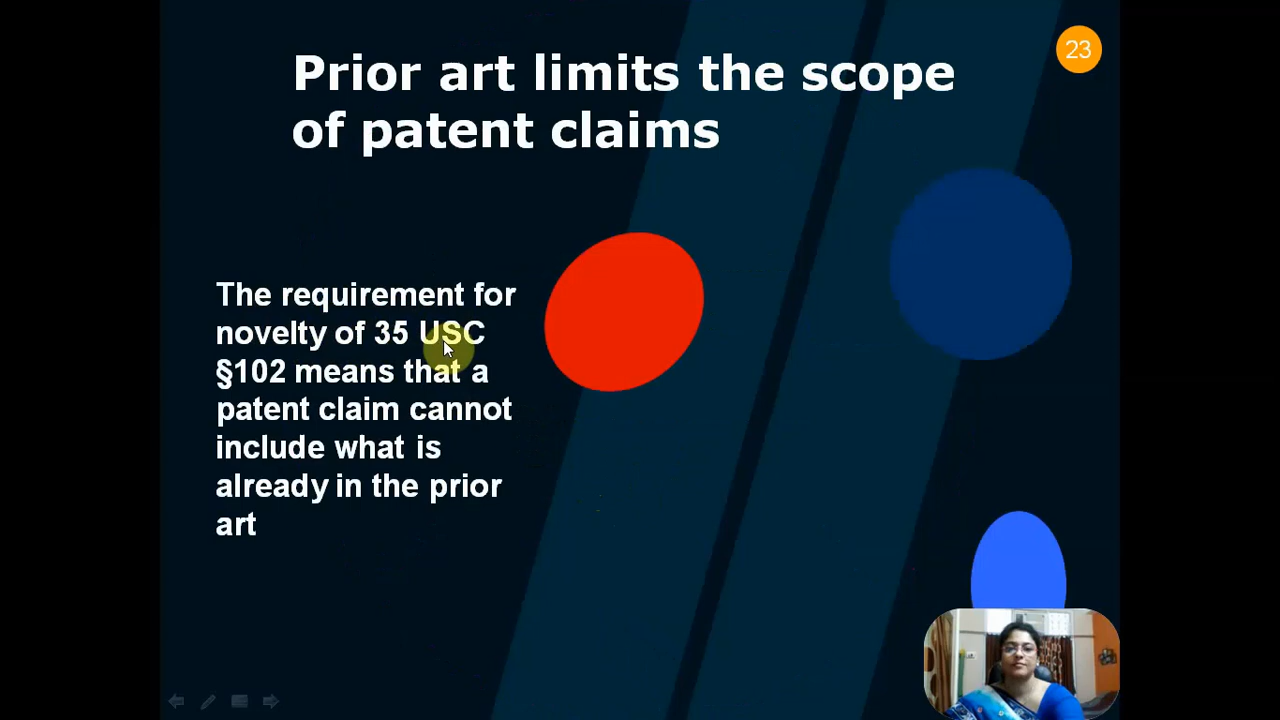 Prior art limits the scope
of patent claims
23
The requirement for
novelty of 35 USC
§102 means that a
patent claim cannot
include what is
already in the prior
art